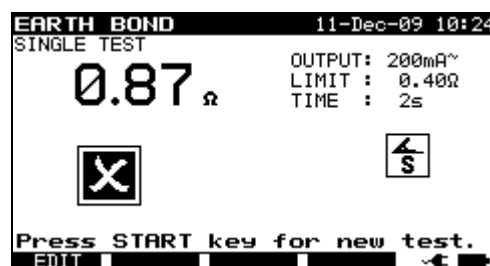 EARTH BOND 11-Dec-09 10:24
SINGLE TEST
OUTPUT: 200mA~
0.87 Ω LIMIT : 0.40Ω
TIME : 2s
X
S
Press START key for new test.
EDIT